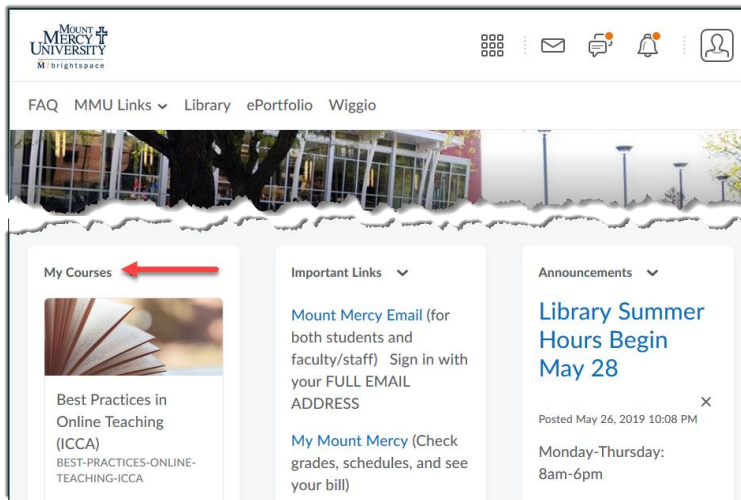 MOUNT
MERCY
UNIVERSITY
M/brightspace
FAQ MMU Links Library ePortfolio Wiggio
My Courses
Best Practices in
Online Teaching
(ICCA)
BEST-PRACTICES-ONLINE-
TEACHING-ICCA
Important Links
Mount Mercy Email (for
both students and
faculty/staff) Sign in with
your FULL EMAIL
ADDRESS
My Mount Mercy (Check
grades, schedules, and see
your bill)
Announcements
Library Summer
Hours Begin
May 28
Posted May 26, 2019 10:08 PM
Monday-Thursday:
8am-6pm